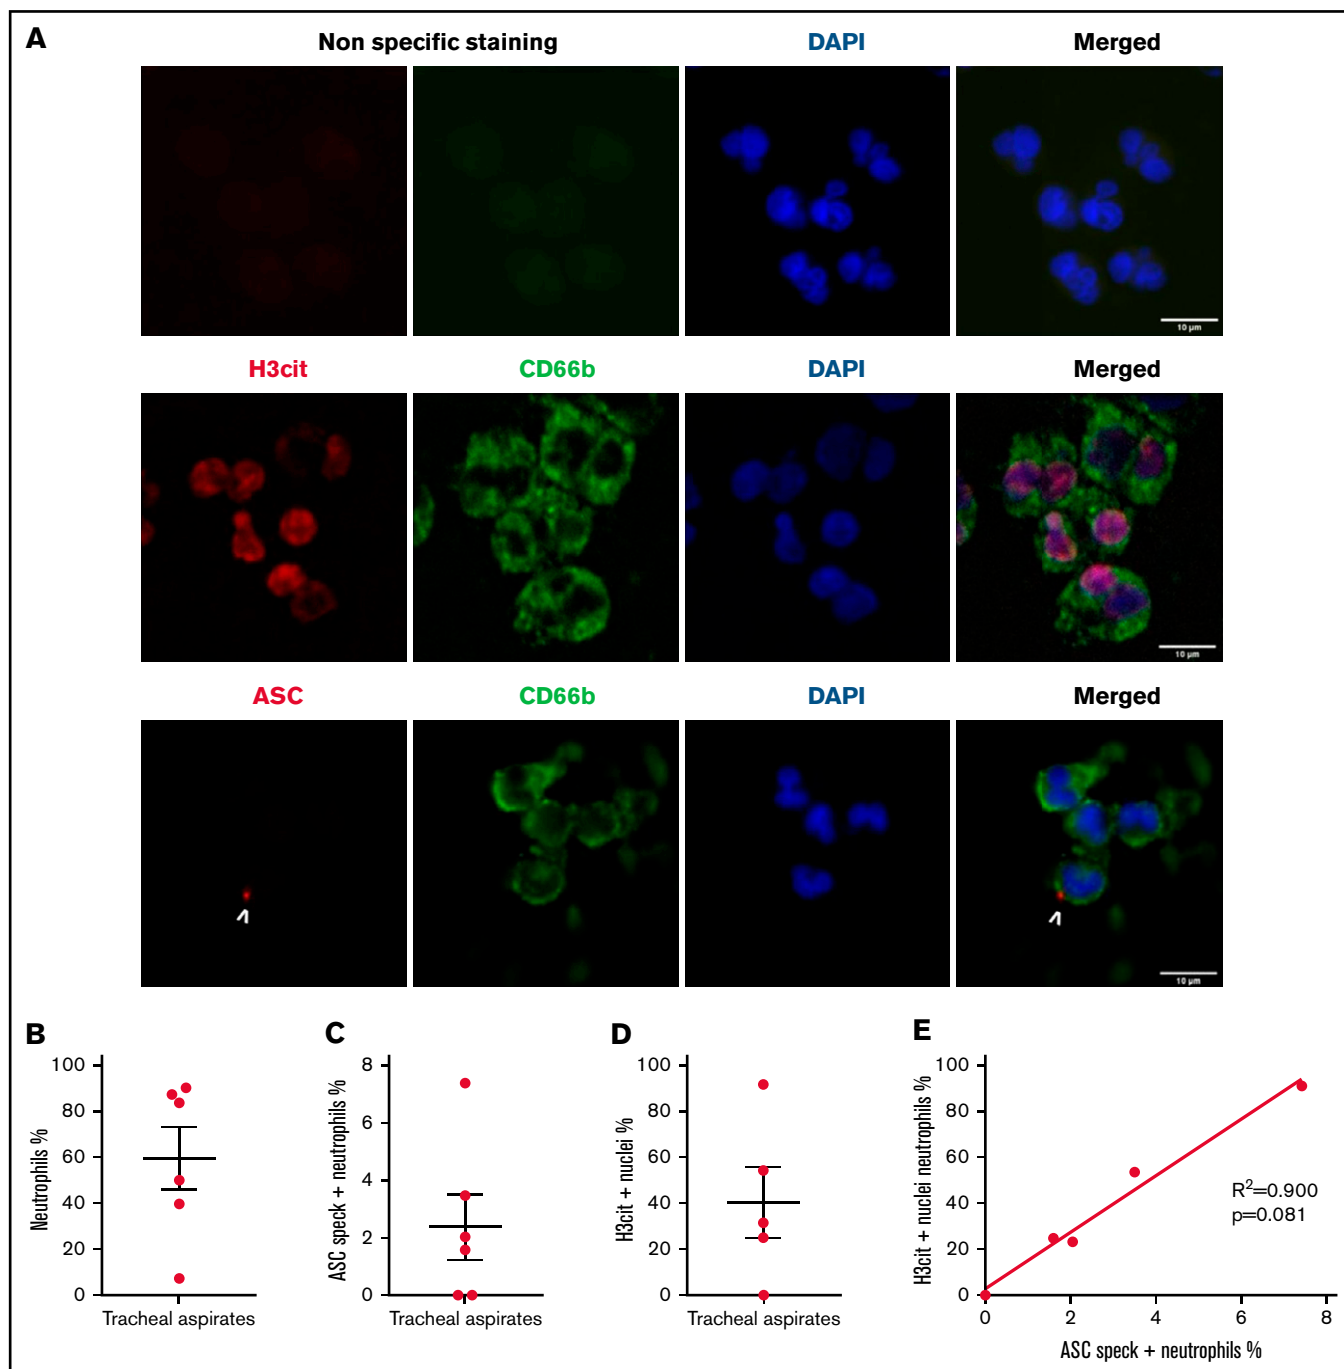 A
Non specific staining DAPI Merged
10 µm
H3cit CD66b DAPI Merged
10 µm
ASC CD66b DAPI Merged
10 µm
B
Neutrophils %
100
80
60
40
20
0
Tracheal aspirates
C
ASC speck + neutrophils %
8
6
4
2
0
Tracheal aspirates
D
H3cit + nuclei %
100
80
60
40
20
0
Tracheal aspirates
E
H3cit + nuclei neutrophils %
100
80
60
40
20
0
R²=0.900
p=0.081
0 2 4 6 8
ASC speck + neutrophils %